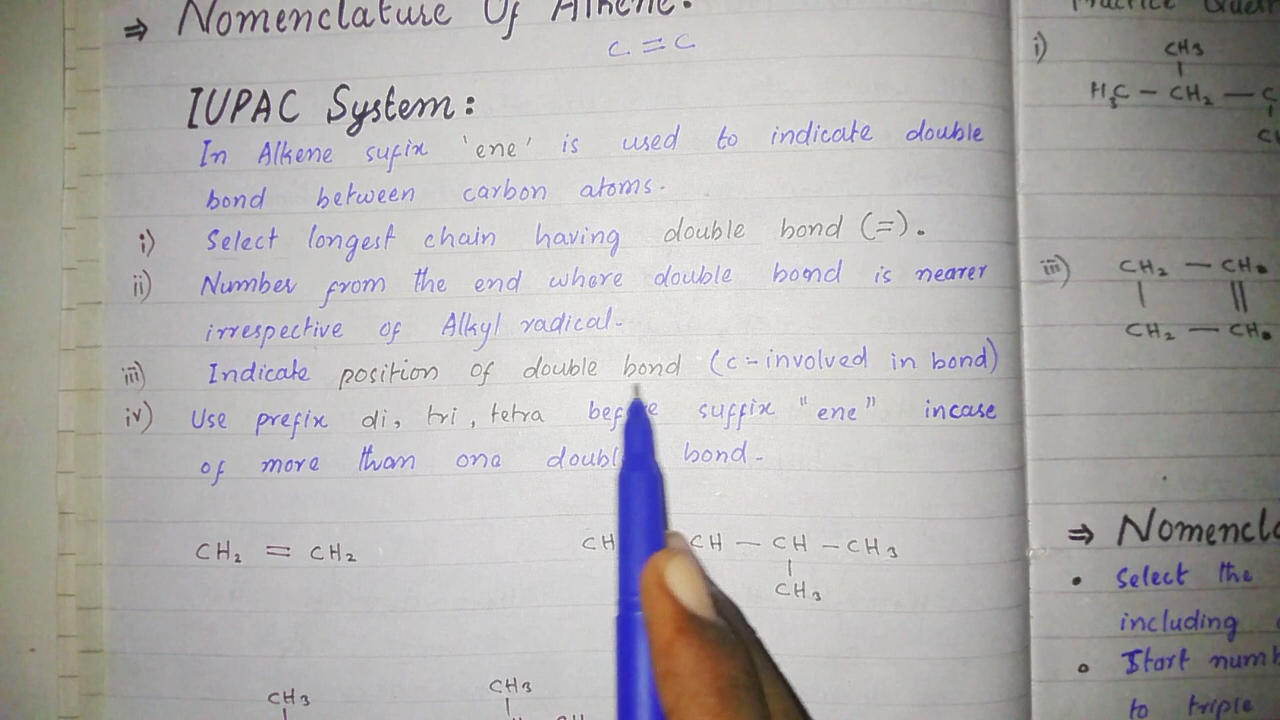 ⇒ Nomenclature Of Alkene:
C = C
IUPAC System:
In Alkene sufix 'ene' is used to indicate double
bond between carbon atoms.
i) Select longest chain having double bond (=).
ii) Number from the end where double bond is nearer
irrespective of Alkyl radical.
iii) Indicate position of double bond (c-involved in bond)
iv) Use prefix di, tri, tetra before suffix "ene" incase
of more than one double bond.
CH₂ = CH₂
CH CH — CH — CH₃
CH₃
CH₃
CH₃
i)
CH₃
H₃C — CH₂ — C
iii) CH₂ — CH
CH₂ — CH
⇒
• Select the
including
• Start
to triple